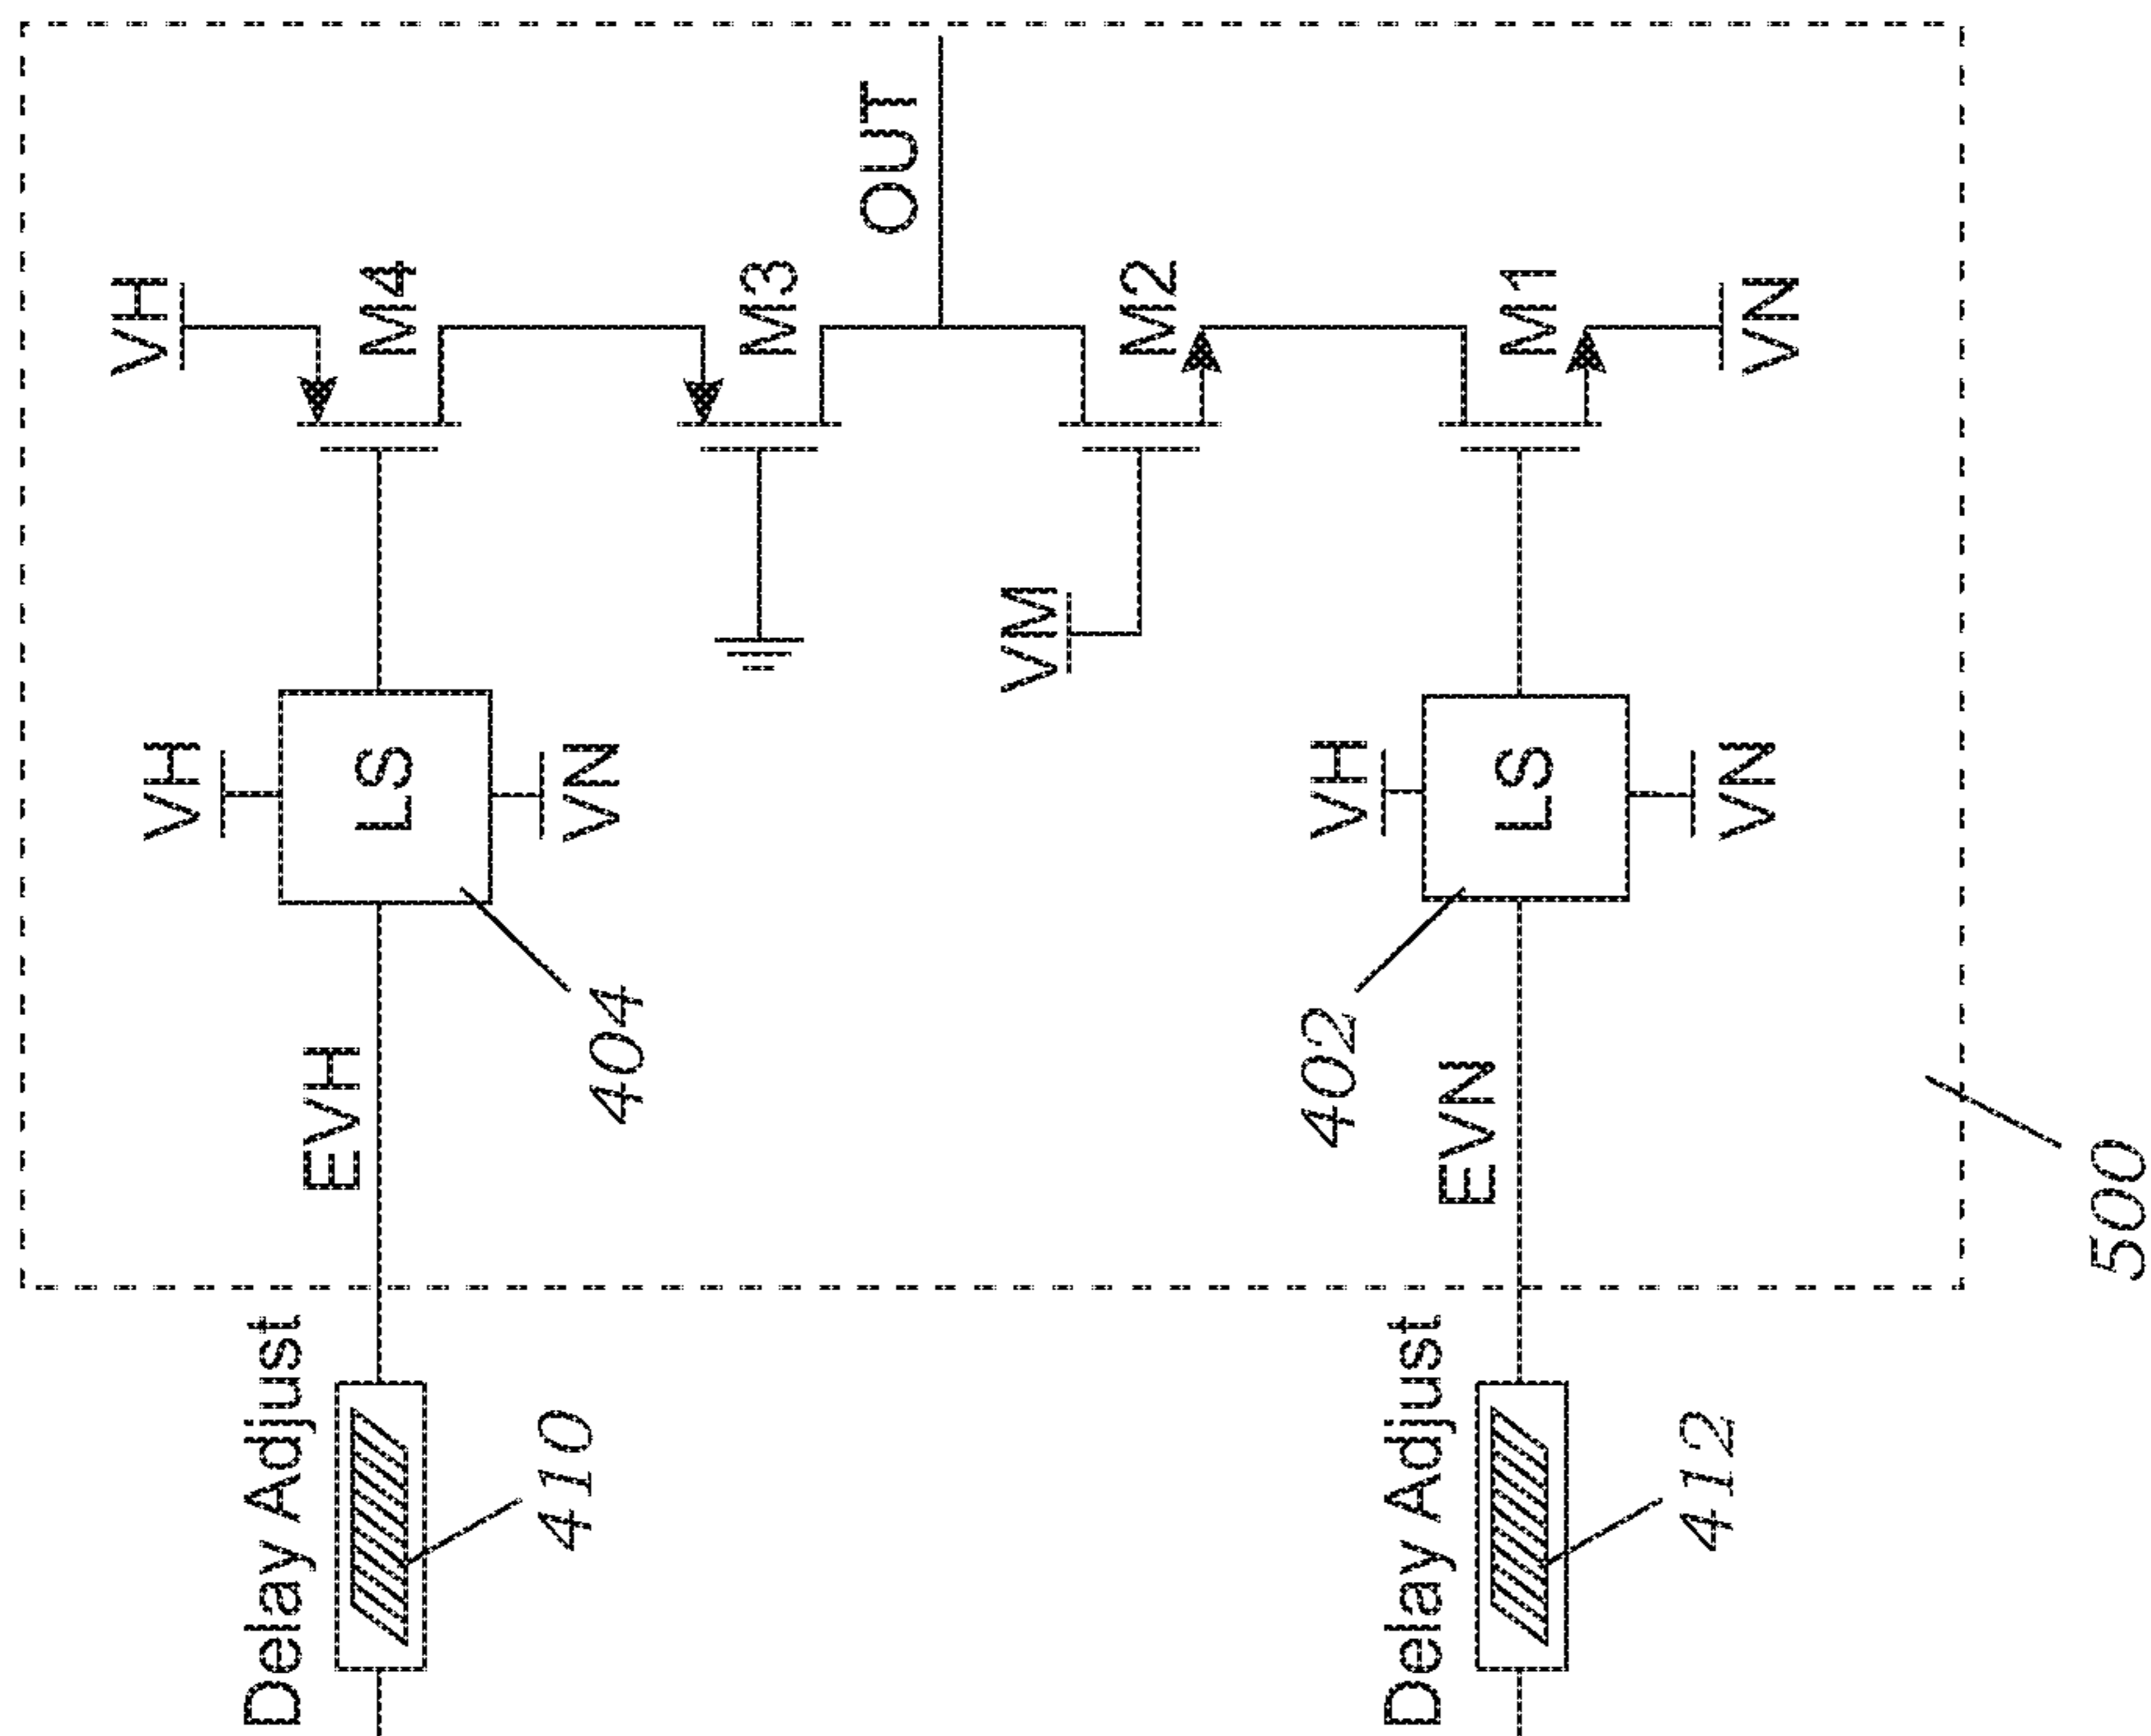 Delay Adjust
410
EVH
404
VH
LS
VN
VH
M4
M3
OUT
VM
M2
M1
VN
Delay Adjust
412
EVN
402
VH
LS
VN
500